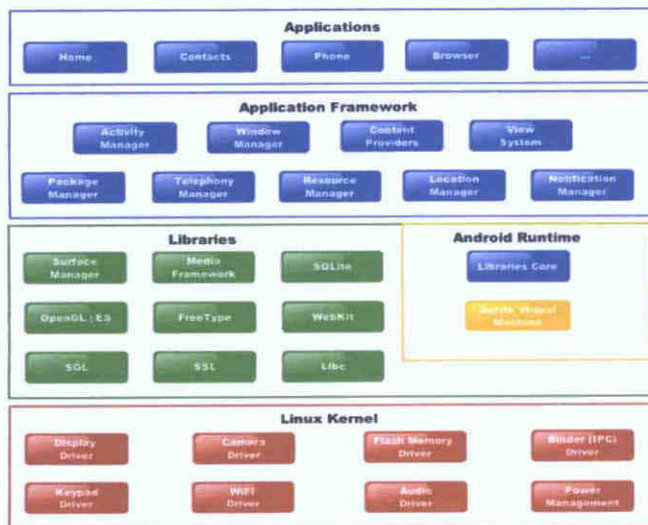 Applications
Home Contacts Phone Browser ...
Application Framework
Activity Manager
Window Manager
Content Providers
View System
Package Manager
Telephony Manager
Resource Manager
Location Manager
Notification Manager
Libraries
Surface Manager
Media Framework
SQLite
OpenGL | ES
FreeType
WebKit
SGL
SSL
Libc
Android Runtime
Libraries Core
Dalvik Virtual Machine
Linux Kernel
Display Driver
Camera Driver
Flash Memory Driver
Binder (IPC) Driver
Keypad Driver
WiFi Driver
Audio Driver
Power Management